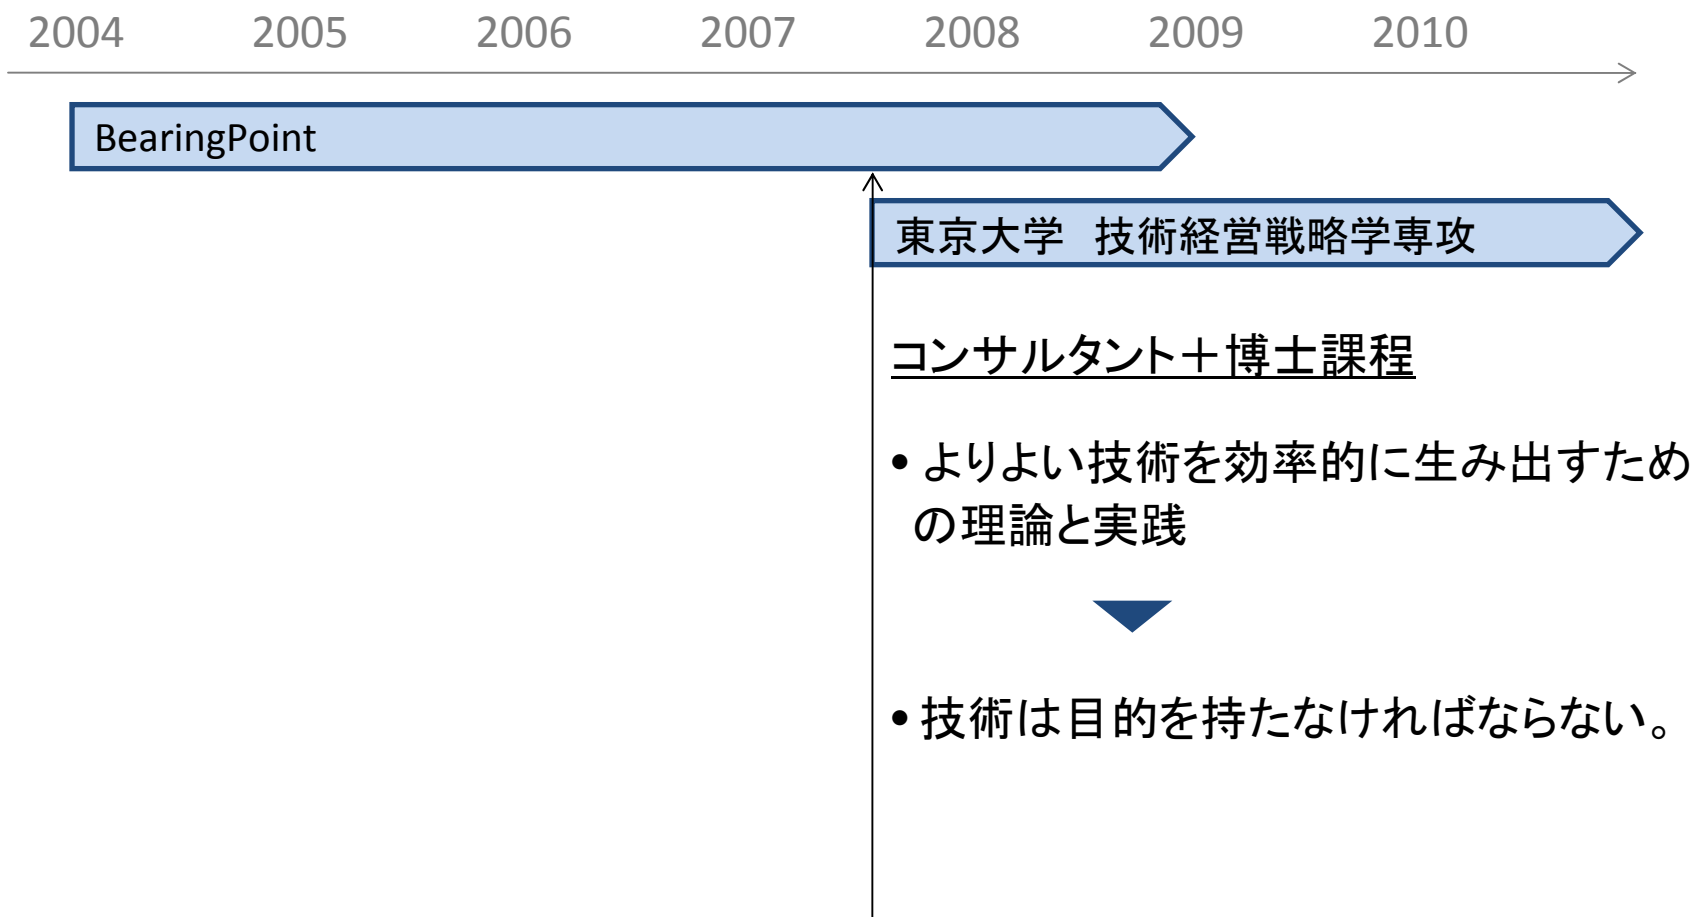 2004 2005 2006 2007 2008 2009 2010
BearingPoint
東京大学　技術経営戦略学専攻
コンサルタント＋博士課程
• よりよい技術を効率的に生み出すため
の理論と実践
• 技術は目的を持たなければならない。